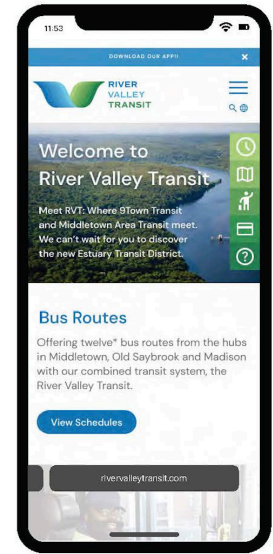 11:53
DOWNLOAD OUR APP!!
RIVER
VALLEY
TRANSIT
Welcome to
River Valley Transit
Meet RVT: Where 9Town Transit
and Middletown Area Transit meet.
We can't wait for you to discover
the new Estuary Transit District.
Bus Routes
Offering twelve* bus routes from the hubs
in Middletown, Old Saybrook and Madison
with our combined transit system, the
River Valley Transit.
View Schedules
rivervalleytransit.com